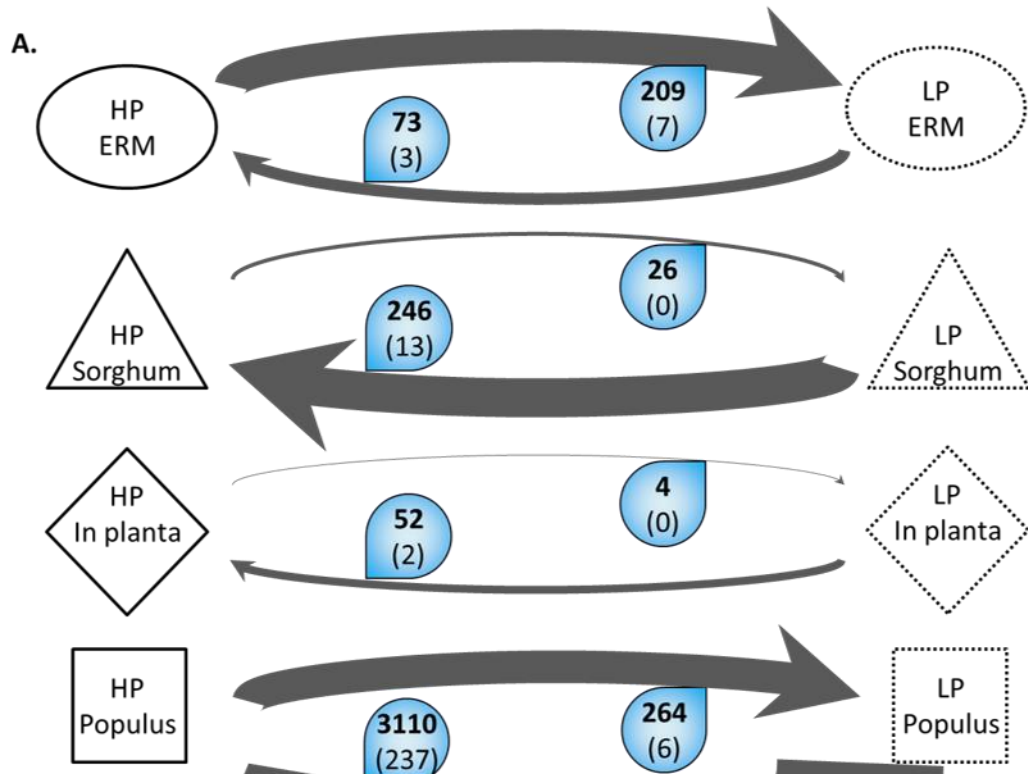 A.
HP
ERM
73
(3)
209
(7)
LP
ERM
HP
Sorghum
246
(13)
26
(0)
LP
Sorghum
HP
In planta
52
(2)
4
(0)
LP
In planta
HP
Populus
3110
(237)
264
(6)
LP
Populus